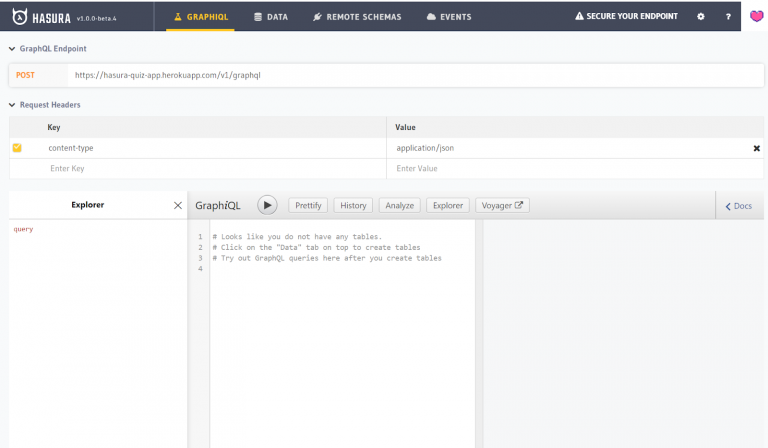 HASURA v1.0.0-beta.4 GRAPHIQL DATA REMOTE SCHEMAS EVENTS SECURE YOUR ENDPOINT ?
GraphQL Endpoint
POST https://hasura-quiz-app.herokuapp.com/v1/graphql
Request Headers
Key Value
content-type application/json
Enter Key Enter Value
Explorer GraphiQL Prettify History Analyze Explorer Voyager Docs
query
1 # Looks like you do not have any tables.
2 # Click on the "Data" tab on top to create tables
3 # Try out GraphQL queries here after you create tables
4